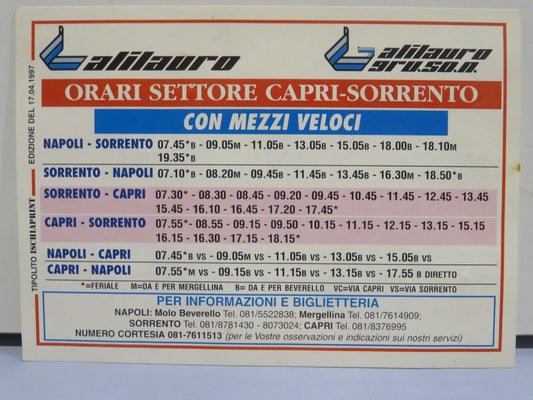 alilauro
alilauro
gru.so.n.
ORARI SETTORE CAPRI-SORRENTO
CON MEZZI VELOCI
NAPOLI - SORRENTO 07.45*B - 09.05M - 11.05B - 13.05B - 15.05B - 18.00B - 18.10M
19.35*B
SORRENTO - NAPOLI 07.10*B - 08.20M - 09.45B - 11.45B - 13.45B - 16.30M - 18.50*B
SORRENTO - CAPRI 07.30* - 08.30 - 08.45 - 09.20 - 09.45 - 10.45 - 11.45 - 12.45 - 13.45
15.45 - 16.10 - 16.45 - 17.20 - 17.45*
CAPRI - SORRENTO 07.55* - 08.55 - 09.15 - 09.50 - 10.15 - 11.15 - 12.15 - 13.15 - 15.15
16.15 - 16.30 - 17.15 - 18.15*
NAPOLI - CAPRI 07.45*B VS - 09.05M VS - 11.05B VS - 13.05B VS - 15.05B VS
CAPRI - NAPOLI 07.55*M VS - 09.15B VS - 11.15B VS - 13.15B VS - 17.55 B DIRETTO
*=FERIALE M=DA E PER MERGELLINA B= DA E PER BEVERELLO VC=VIA CAPRI VS=VIA SORRENTO
PER INFORMAZIONI E BIGLIETTERIA
NAPOLI: Molo Beverello Tel. 081/5522838; Mergellina Tel. 081/7614909;
SORRENTO Tel. 081/8781430 - 8073024; CAPRI Tel. 081/8376995
NUMERO CORTESIA 081-7611513 (per le Vostre osservazioni e indicazioni sui nostri servizi)
TIPOLITO ISCHIAPRINT EDIZIONE DEL 17.04.1997